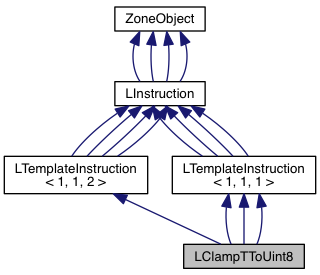 ZoneObject
LInstruction
LTemplateInstruction
< 1, 1, 2 >
LTemplateInstruction
< 1, 1, 1 >
LClampTToUint8